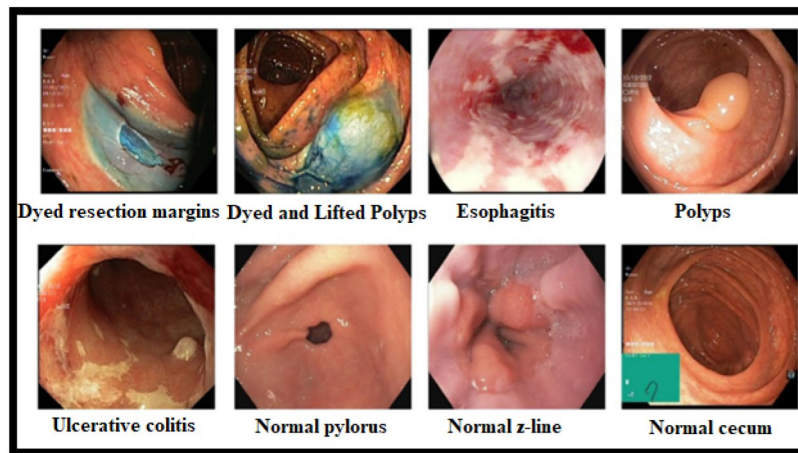 Dyed resection margins
Dyed and Lifted Polyps
Esophagitis
Polyps
Ulcerative colitis
Normal pylorus
Normal z-line
Normal cecum